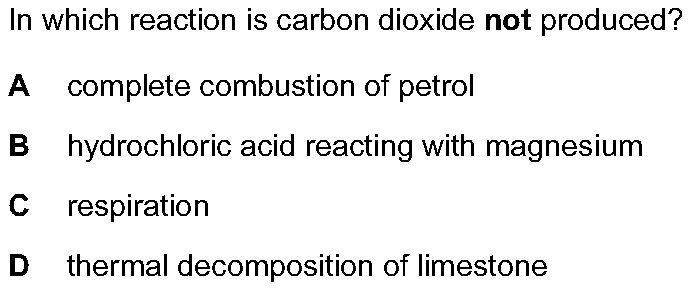 In which reaction is carbon dioxide not produced?
A complete combustion of petrol
B hydrochloric acid reacting with magnesium
C respiration
D thermal decomposition of limestone